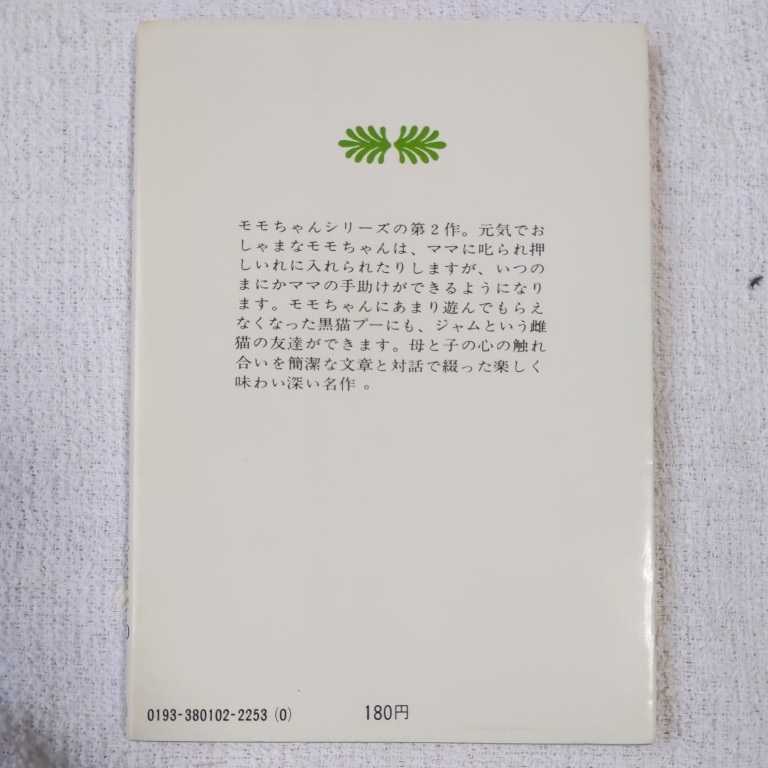 モモちゃんシリーズの第2作。元気でお
しゃまなモモちゃんは、ママに叱られ押
しいれに入れられたりしますが、いつの
まにかママの手助けができるようになり
ます。モモちゃんにあまり遊んでもらえ
なくなった黒猫プーにも、ジャムという雌
猫の友達ができます。母と子の心の触れ
合いを簡潔な文章と対話で綴った楽しく
味わい深い名作 。
0193-380102-2253 (0)
180円